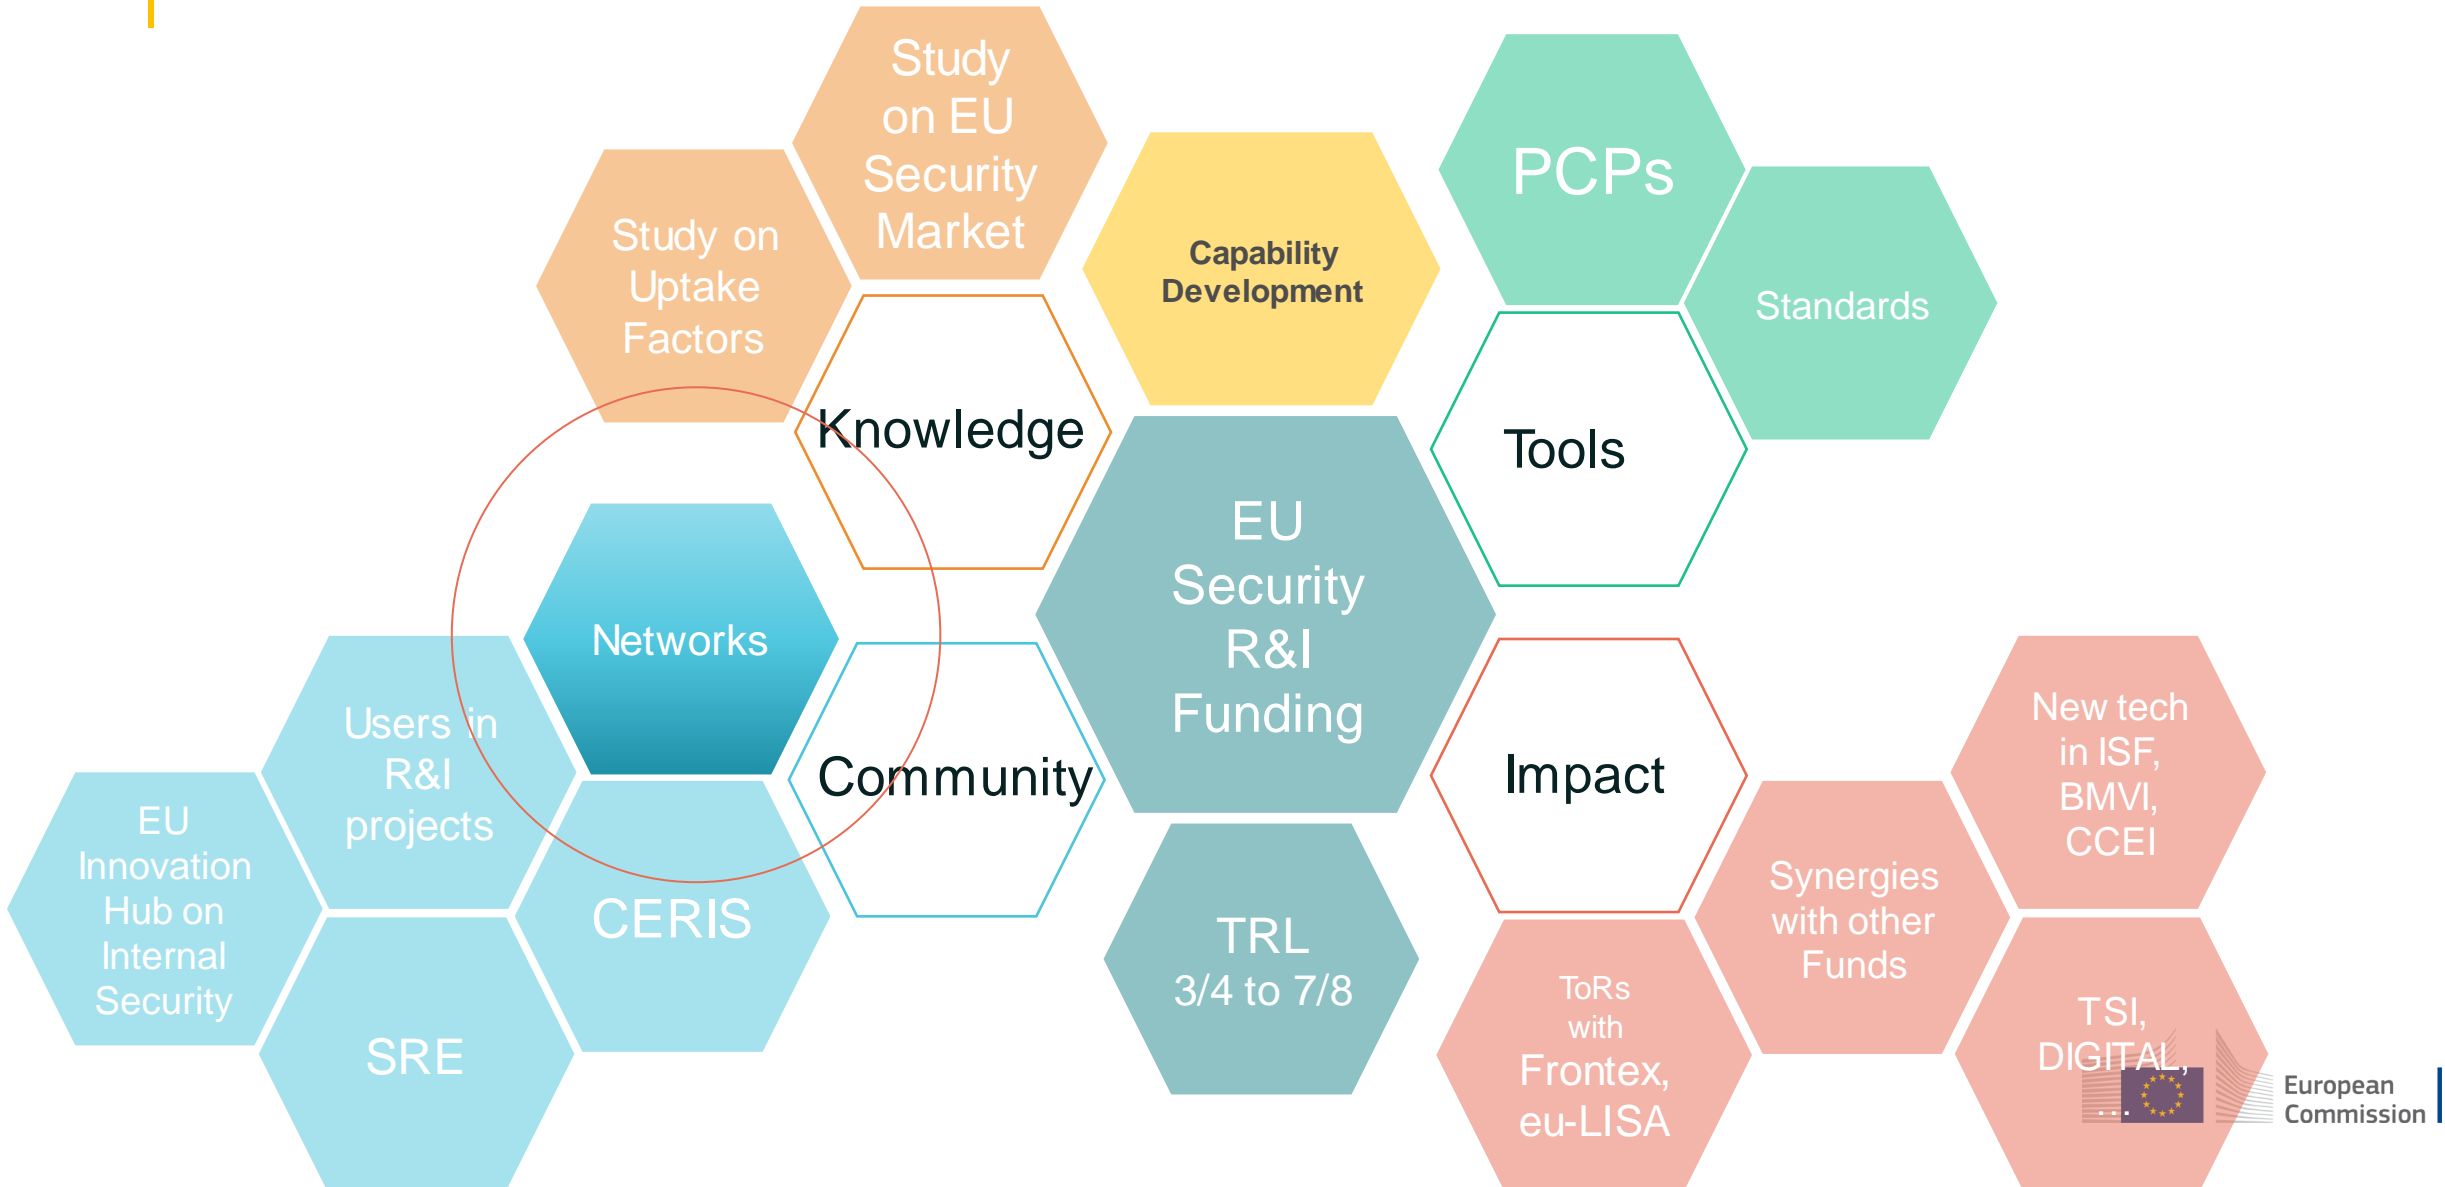 Study
on EU
Security
Market
Study on
Uptake
Factors
Capability
Development
PCPs
Standards
Knowledge
Tools
EU
Security
R&I
Funding
Networks
Community
Impact
Users in
R&I
projects
EU
Innovation
Hub on
Internal
Security
CERIS
SRE
TRL
3/4 to 7/8
New tech
in ISF,
BMVI,
CCEI
Synergies
with other
Funds
ToRs
with
Frontex,
eu-LISA
TSI,
DIGITAL,
...
European
Commission